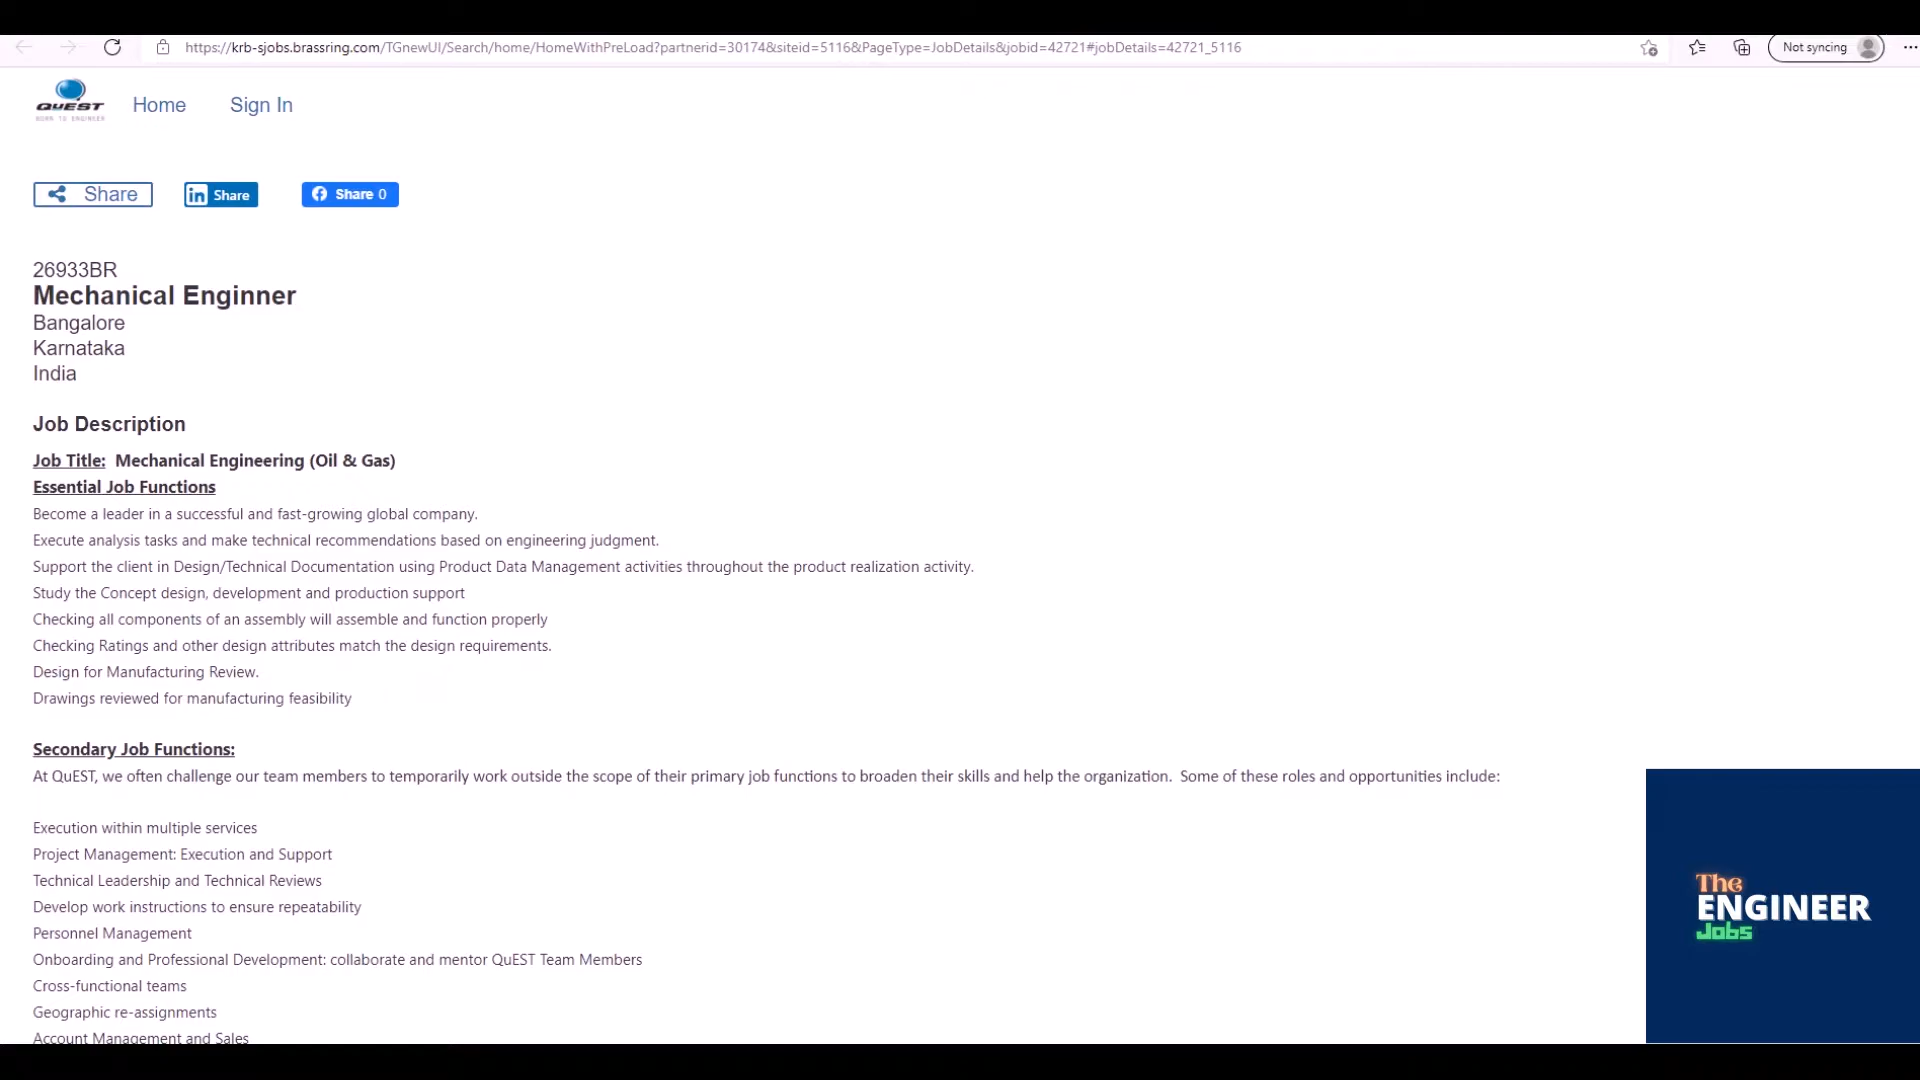 https://krb-sjobs.brassring.com/TGnewUI/Search/home/HomeWithPreLoad?partnerid=30174&siteid=5116&PageType=JobDetails&jobid=42721#jobDetails=42721_5116
Not syncing
QUEST
BORN TO ENGINEER
Home
Sign In
Share
in Share
Share 0
26933BR
Mechanical Enginner
Bangalore
Karnataka
India
Job Description
Job Title: Mechanical Engineering (Oil & Gas)
Essential Job Functions
Become a leader in a successful and fast-growing global company.
Execute analysis tasks and make technical recommendations based on engineering judgment.
Support the client in Design/Technical Documentation using Product Data Management activities throughout the product realization activity.
Study the Concept design, development and production support
Checking all components of an assembly will assemble and function properly
Checking Ratings and other design attributes match the design requirements.
Design for Manufacturing Review.
Drawings reviewed for manufacturing feasibility
Secondary Job Functions:
At QuEST, we often challenge our team members to temporarily work outside the scope of their primary job functions to broaden their skills and help the organization.  Some of these roles and opportunities include:
Execution within multiple services
Project Management: Execution and Support
Technical Leadership and Technical Reviews
Develop work instructions to ensure repeatability
Personnel Management
Onboarding and Professional Development: collaborate and mentor QuEST Team Members
Cross-functional teams
Geographic re-assignments
Account Management and Sales
The
ENGINEER
Jobs